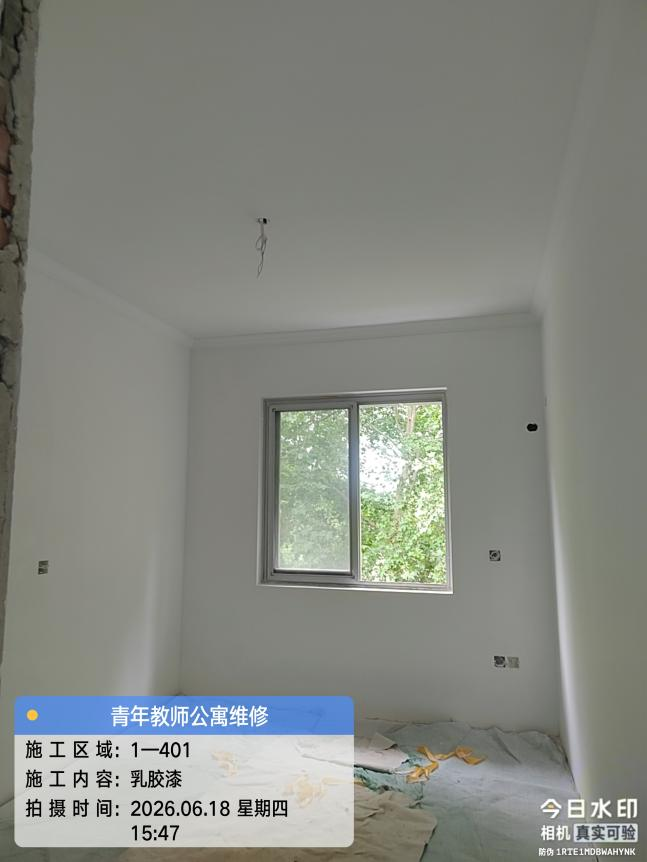 青年教师公寓维修
施工区域: 1—401
施工内容: 乳胶漆
拍摄时间: 2026.06.18 星期四
15:47
今日水印
相机 真实可验
防伪 1RTE1MDBWAHYNK